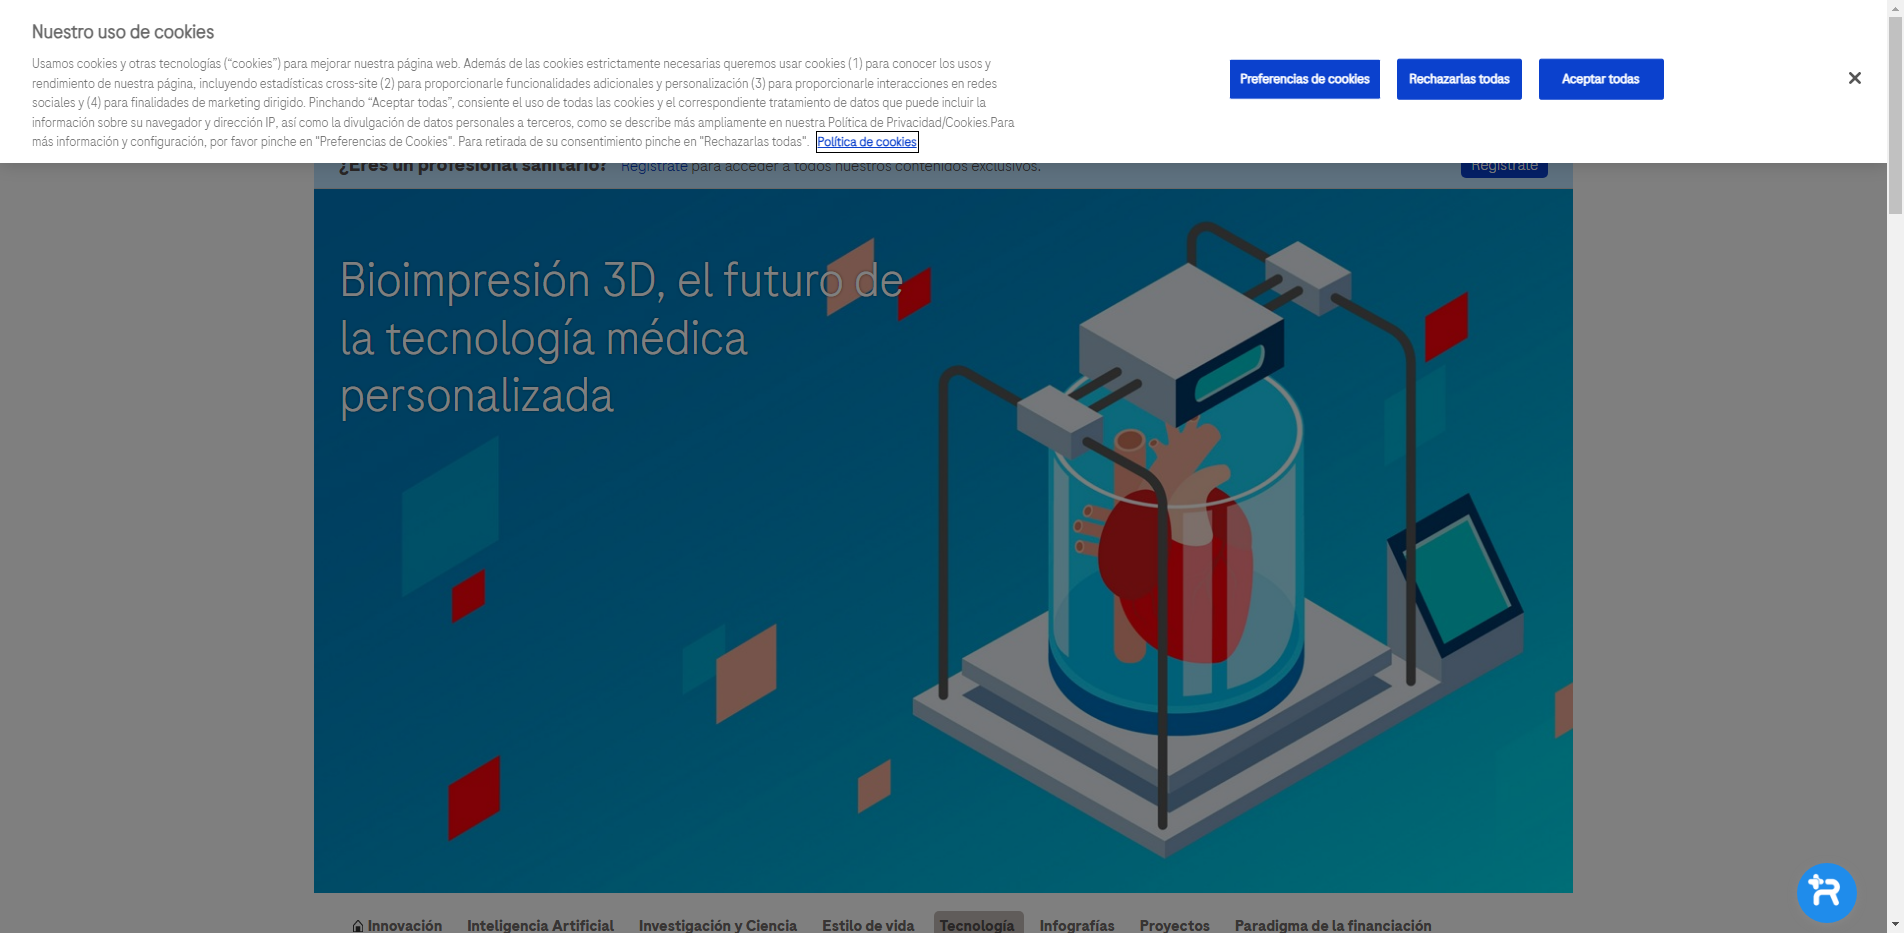 Nuestro uso de cookies
Usamos cookies y otras tecnologías (“cookies”) para mejorar nuestra página web. Además de las cookies estrictamente necesarias queremos usar cookies (1) para conocer los usos y
rendimiento de nuestra página, incluyendo estadísticas cross-site (2) para proporcionarle funcionalidades adicionales y personalización (3) para proporcionarle interacciones en redes
sociales y (4) para finalidades de marketing dirigido. Pinchando “Aceptar todas”, consiente el uso de todas las cookies y el correspondiente tratamiento de datos que puede incluir la
información sobre su navegador y dirección IP, así como la divulgación de datos personales a terceros, como se describe más ampliamente en nuestra Política de Privacidad/Cookies.Para
más información y configuración, por favor pinche en "Preferencias de Cookies". Para retirada de su consentimiento pinche en "Rechazarlas todas". Política de cookies
Preferencias de cookies
Rechazarlas todas
Aceptar todas
¿Eres un profesional sanitario? Regístrate para acceder a todos nuestros contenidos exclusivos.
Regístrate
Bioimpresión 3D, el futuro de
la tecnología médica
personalizada
Innovación Inteligencia Artificial Investigación y Ciencia Estilo de vida Tecnología Infografías Proyectos Paradigma de la financiación